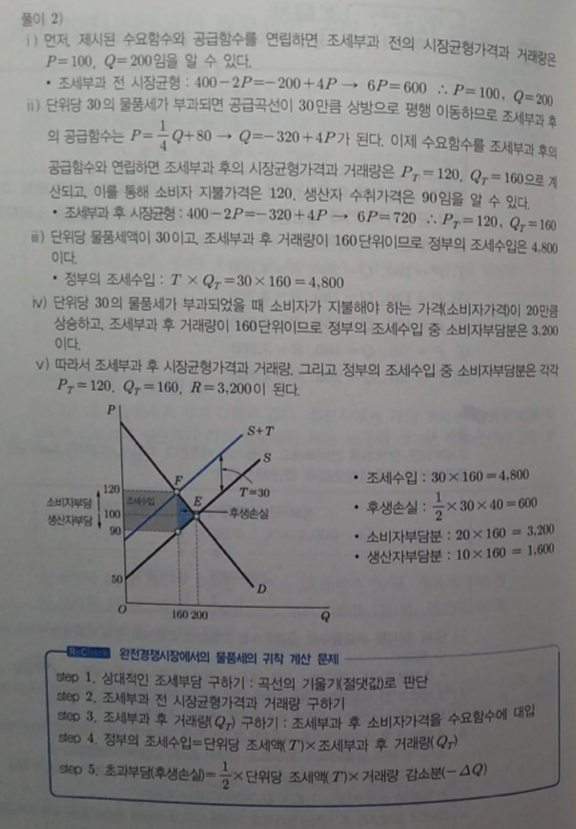 풀이 2)
i) 먼저, 제시된 수요함수와 공급함수를 연립하면 조세부과 전의 시장균형가격과 거래량은
P=100, Q=200임을 알 수 있다.
• 조세부과 전 시장균형 : 400-2P=-200+4P → 6P=600 ∴ P=100, Q=200
ii) 단위당 30의 물품세가 부과되면 공급곡선이 30만큼 상방으로 평행 이동하므로 조세부과 후
의 공급함수는 P=1/4Q+80 → Q=-320+4P가 된다. 이제 수요함수를 조세부과 후의
공급함수와 연립하면 조세부과 후의 시장균형가격과 거래량은 P_T=120, Q_T=160으로 계
산되고, 이를 통해 소비자 지불가격은 120, 생산자 수취가격은 90임을 알 수 있다.
• 조세부과 후 시장균형 : 400-2P=-320+4P → 6P=720 ∴ P_T=120, Q_T=160
iii) 단위당 물품세액이 30이고, 조세부과 후 거래량이 160단위이므로 정부의 조세수입은 4,800
이다.
• 정부의 조세수입 : T×Q_T=30×160=4,800
iv) 단위당 30의 물품세가 부과되었을 때 소비자가 지불해야 하는 가격(소비자가격)이 20만큼
상승하고, 조세부과 후 거래량이 160단위이므로 정부의 조세수입 중 소비자부담분은 3,200
이다.
v) 따라서 조세부과 후 시장균형가격과 거래량, 그리고 정부의 조세수입 중 소비자부담분은 각각
P_T=120, Q_T=160, R=3,200이 된다.
P
S+T
S
F
T=30
120
소비자부담
조세수입
E
100
후생손실
생산자부담
90
50
D
O
160 200
Q
• 조세수입 : 30×160=4,800
• 후생손실 : 1/2×30×40=600
• 소비자부담분 : 20×160 = 3,200
• 생산자부담분 : 10×160 = 1,600
ReCheck 완전경쟁시장에서의 물품세의 귀착 계산 문제
step 1. 상대적인 조세부담 구하기 : 곡선의 기울기(절댓값)로 판단
step 2. 조세부과 전 시장균형가격과 거래량 구하기
step 3. 조세부과 후 거래량(Q_T) 구하기 : 조세부과 후 소비자가격을 수요함수에 대입
step 4. 정부의 조세수입=단위당 조세액(T)×조세부과 후 거래량(Q_T)
step 5. 초과부담(후생손실)=1/2×단위당 조세액(T)×거래량 감소분(-ΔQ)